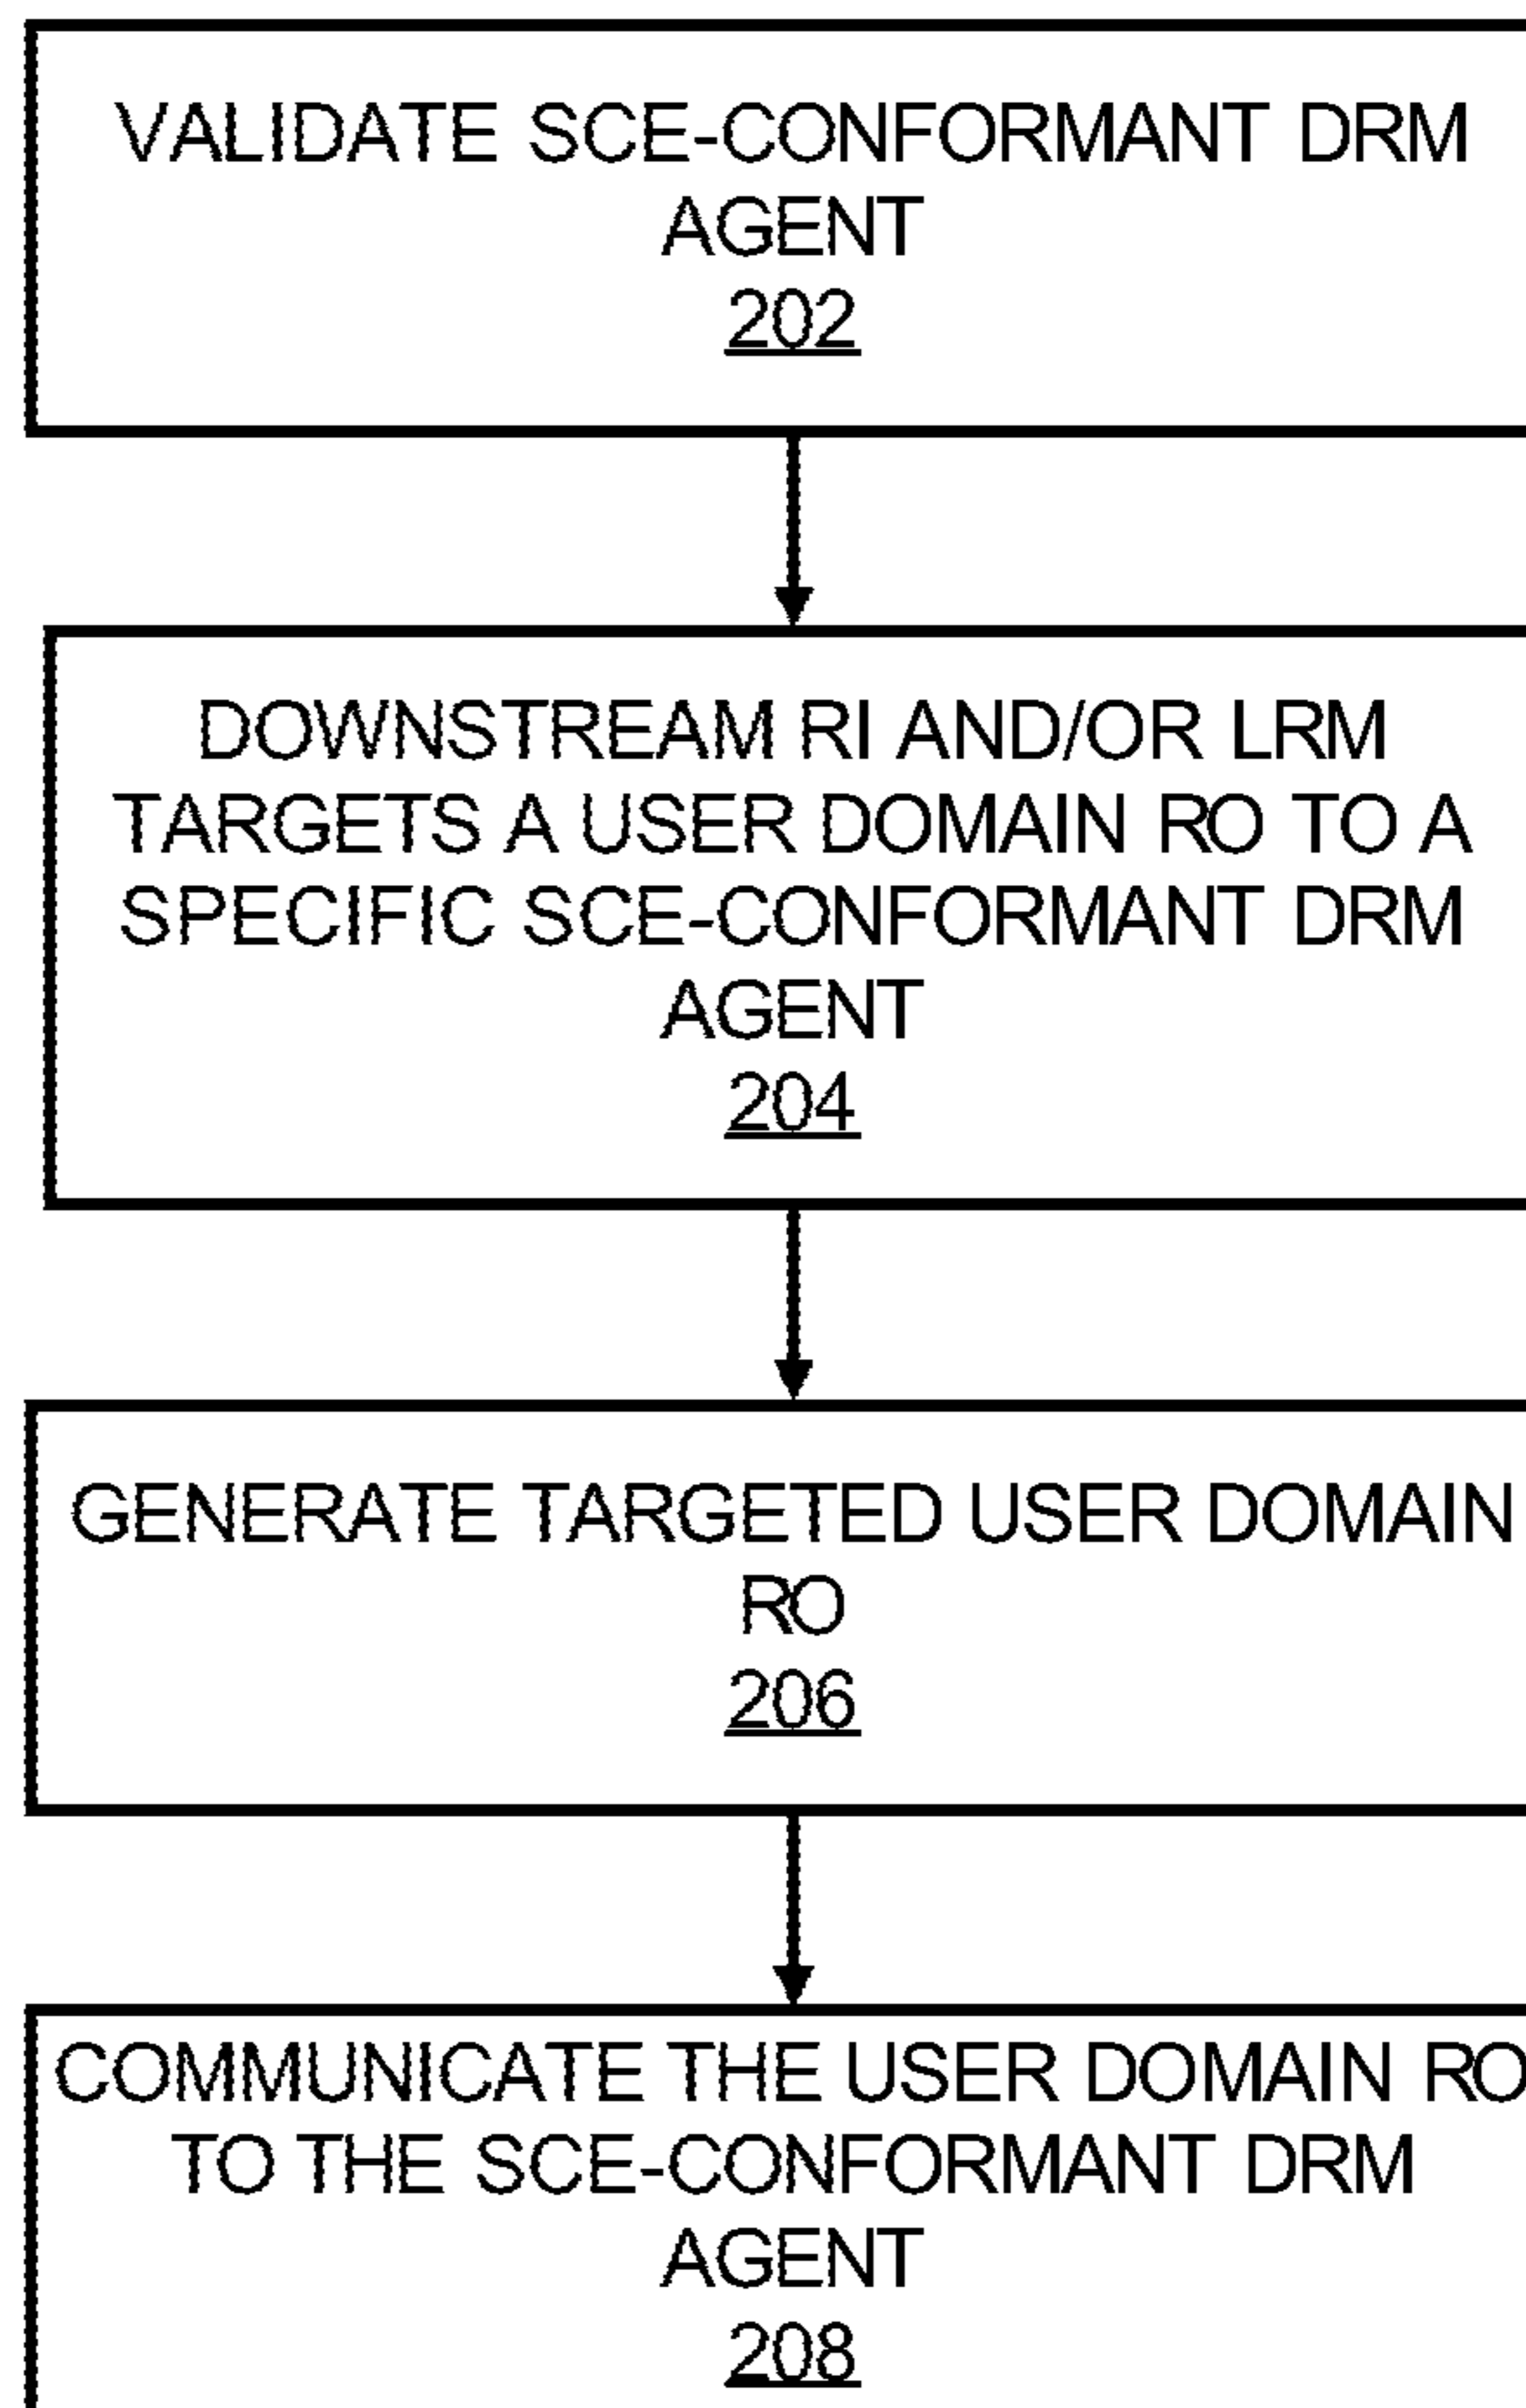 VALIDATE SCE-CONFORMANT DRM
AGENT
202
DOWNSTREAM RI AND/OR LRM
TARGETS A USER DOMAIN RO TO A
SPECIFIC SCE-CONFORMANT DRM
AGENT
204
GENERATE TARGETED USER DOMAIN
RO
206
COMMUNICATE THE USER DOMAIN RO
TO THE SCE-CONFORMANT DRM
AGENT
208